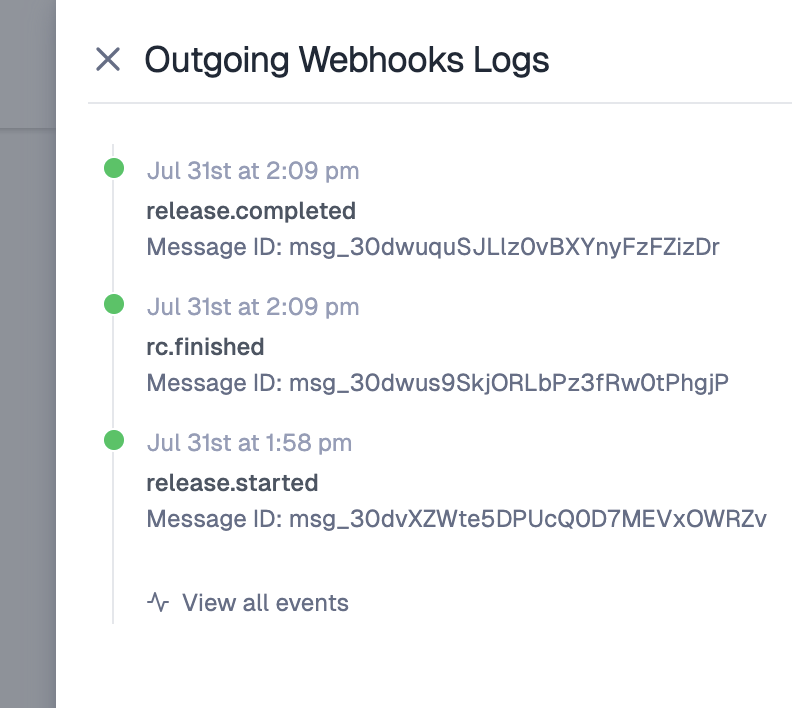 Outgoing Webhooks Logs
Jul 31st at 2:09 pm
release.completed
Message ID: msg_30dwuquSJLlz0vBXYnyFzFZizDr
Jul 31st at 2:09 pm
rc.finished
Message ID: msg_30dwus9SkjORLbPz3fRw0tPhgjP
Jul 31st at 1:58 pm
release.started
Message ID: msg_30dvXZWte5DPUcQ0D7MEVxOWRZv
View all events